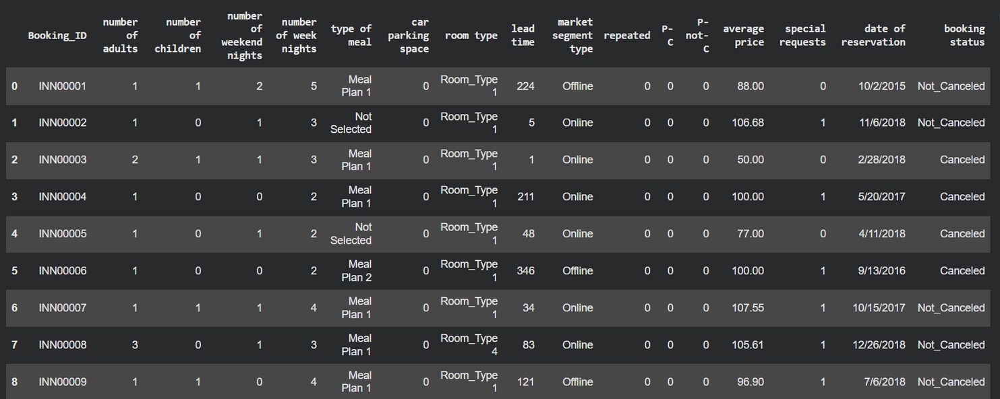 Booking_ID number of adults number of children number of weekend nights number of week nights type of meal car parking space room type lead time market segment type repeated P-C P-not-C average price special requests date of reservation booking status
0 INN00001 1 1 2 5 Meal Plan 1 0 Room_Type 1 224 Offline 0 0 0 88.00 0 10/2/2015 Not_Canceled
1 INN00002 1 0 1 3 Not Selected 0 Room_Type 1 5 Online 0 0 0 106.68 1 11/6/2018 Not_Canceled
2 INN00003 2 1 1 3 Meal Plan 1 0 Room_Type 1 1 Online 0 0 0 50.00 0 2/28/2018 Canceled
3 INN00004 1 0 0 2 Meal Plan 1 0 Room_Type 1 211 Online 0 0 0 100.00 1 5/20/2017 Canceled
4 INN00005 1 0 1 2 Not Selected 0 Room_Type 1 48 Online 0 0 0 77.00 0 4/11/2018 Canceled
5 INN00006 1 0 0 2 Meal Plan 2 0 Room_Type 1 346 Offline 0 0 0 100.00 1 9/13/2016 Canceled
6 INN00007 1 1 1 4 Meal Plan 1 0 Room_Type 1 34 Online 0 0 0 107.55 1 10/15/2017 Not_Canceled
7 INN00008 3 0 1 3 Meal Plan 1 0 Room_Type 4 83 Online 0 0 0 105.61 1 12/26/2018 Not_Canceled
8 INN00009 1 1 0 4 Meal Plan 1 0 Room_Type 1 121 Offline 0 0 0 96.90 1 7/6/2018 Not_Canceled